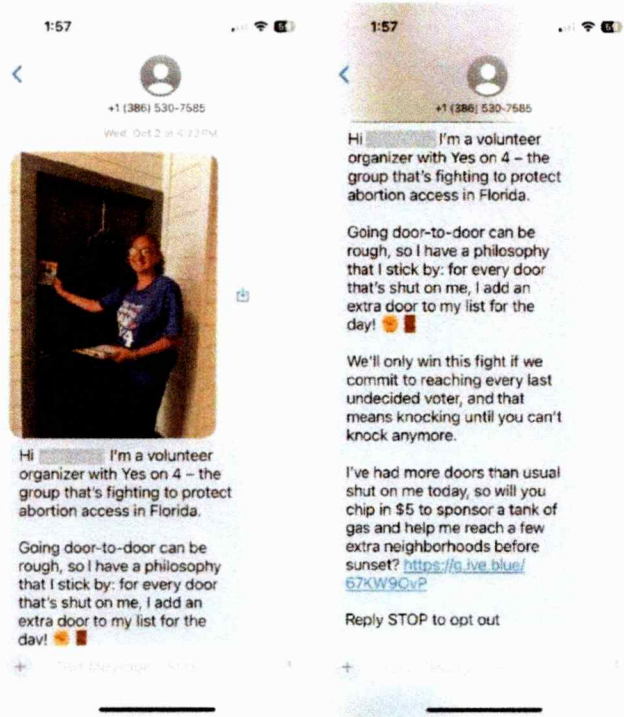 1:57
+1 (386) 530-7585
Wed, Oct 2 at
Hi I'm a volunteer
organizer with Yes on 4 – the
group that's fighting to protect
abortion access in Florida.
Going door-to-door can be
rough, so I have a philosophy
that I stick by: for every door
that's shut on me, I add an
extra door to my list for the
day!
1:57
+1 (386) 530-7585
Hi I'm a volunteer
organizer with Yes on 4 – the
group that's fighting to protect
abortion access in Florida.
Going door-to-door can be
rough, so I have a philosophy
that I stick by: for every door
that's shut on me, I add an
extra door to my list for the
day! ✊🚪
We'll only win this fight if we
commit to reaching every last
undecided voter, and that
means knocking until you can't
knock anymore.
I've had more doors than usual
shut on me today, so will you
chip in $5 to sponsor a tank of
gas and help me reach a few
extra neighborhoods before
sunset? https://g.ive.blue/
67KW9QvP
Reply STOP to opt out